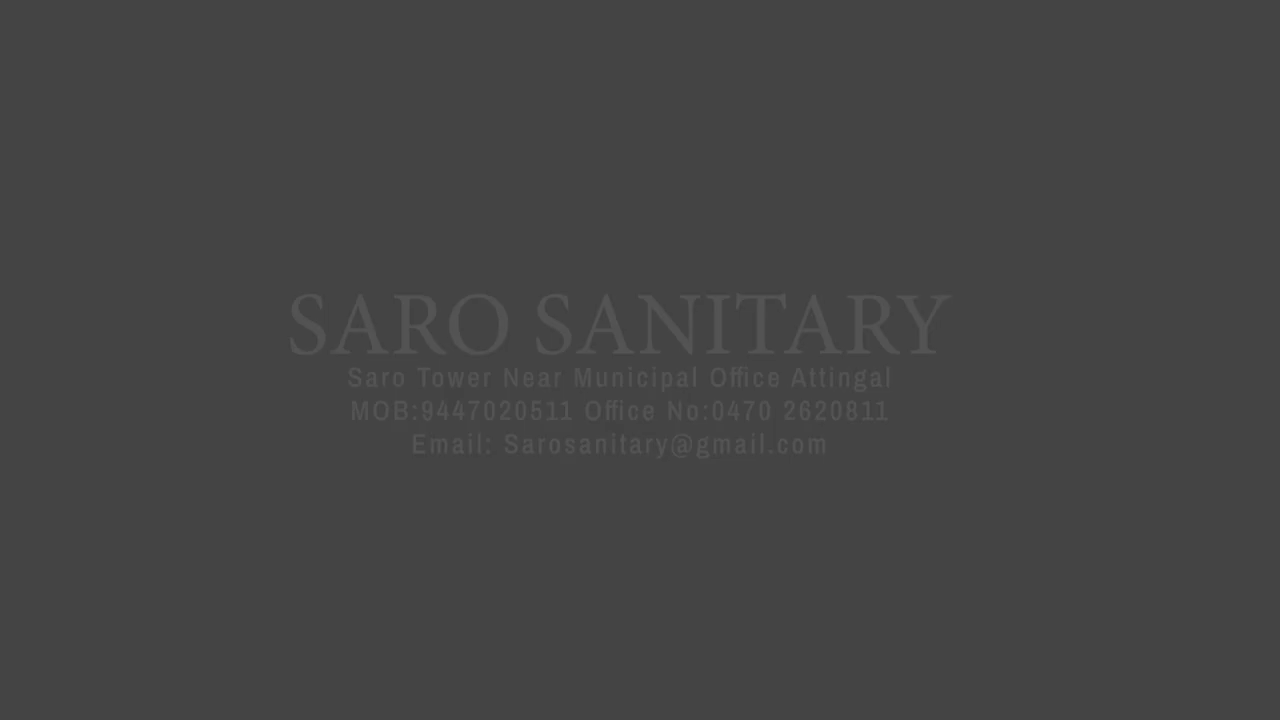 SARO SANITARY
Saro Tower Near Municipal Office Attingal
MOB:9447020511 Office No:0470 2620811
Email: Sarosanitary@gmail.com